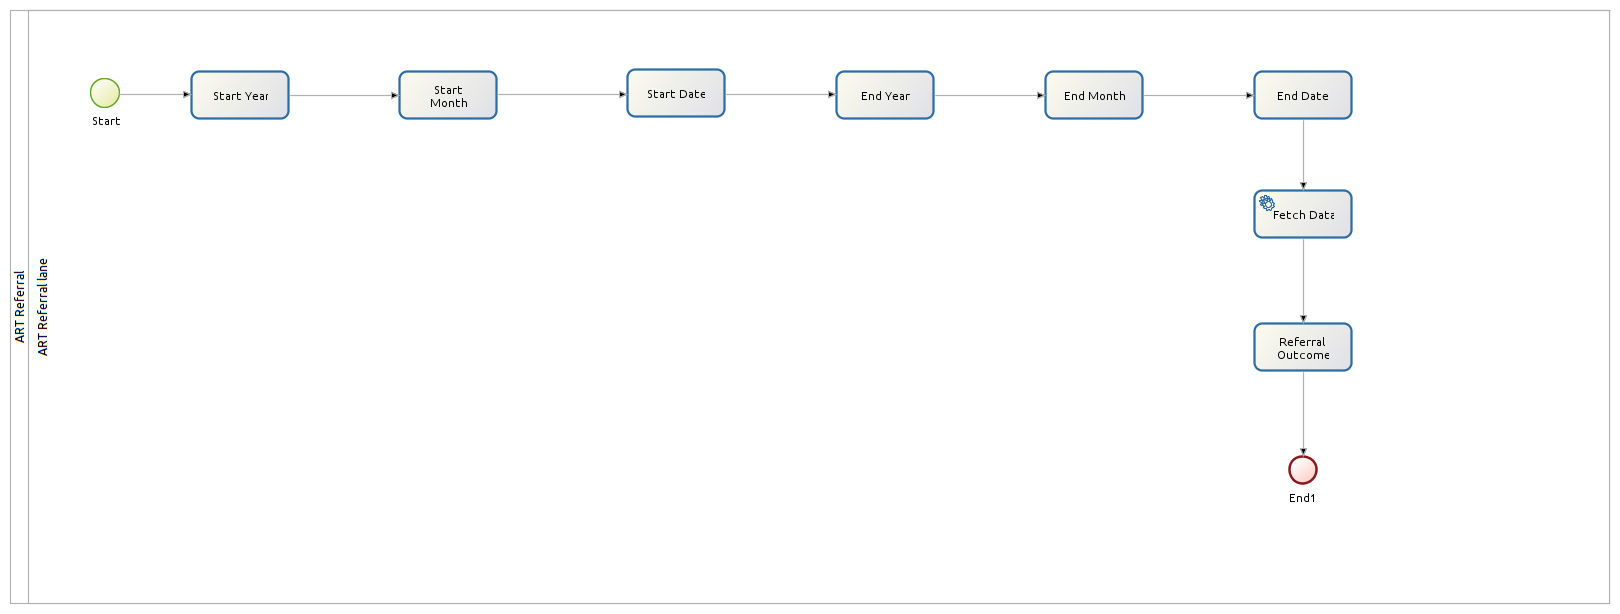 ART Referral
ART Referral lane
Start
Start Year
Start
Month
Start Date
End Year
End Month
End Date
Fetch Data
Referral
Outcome
End1